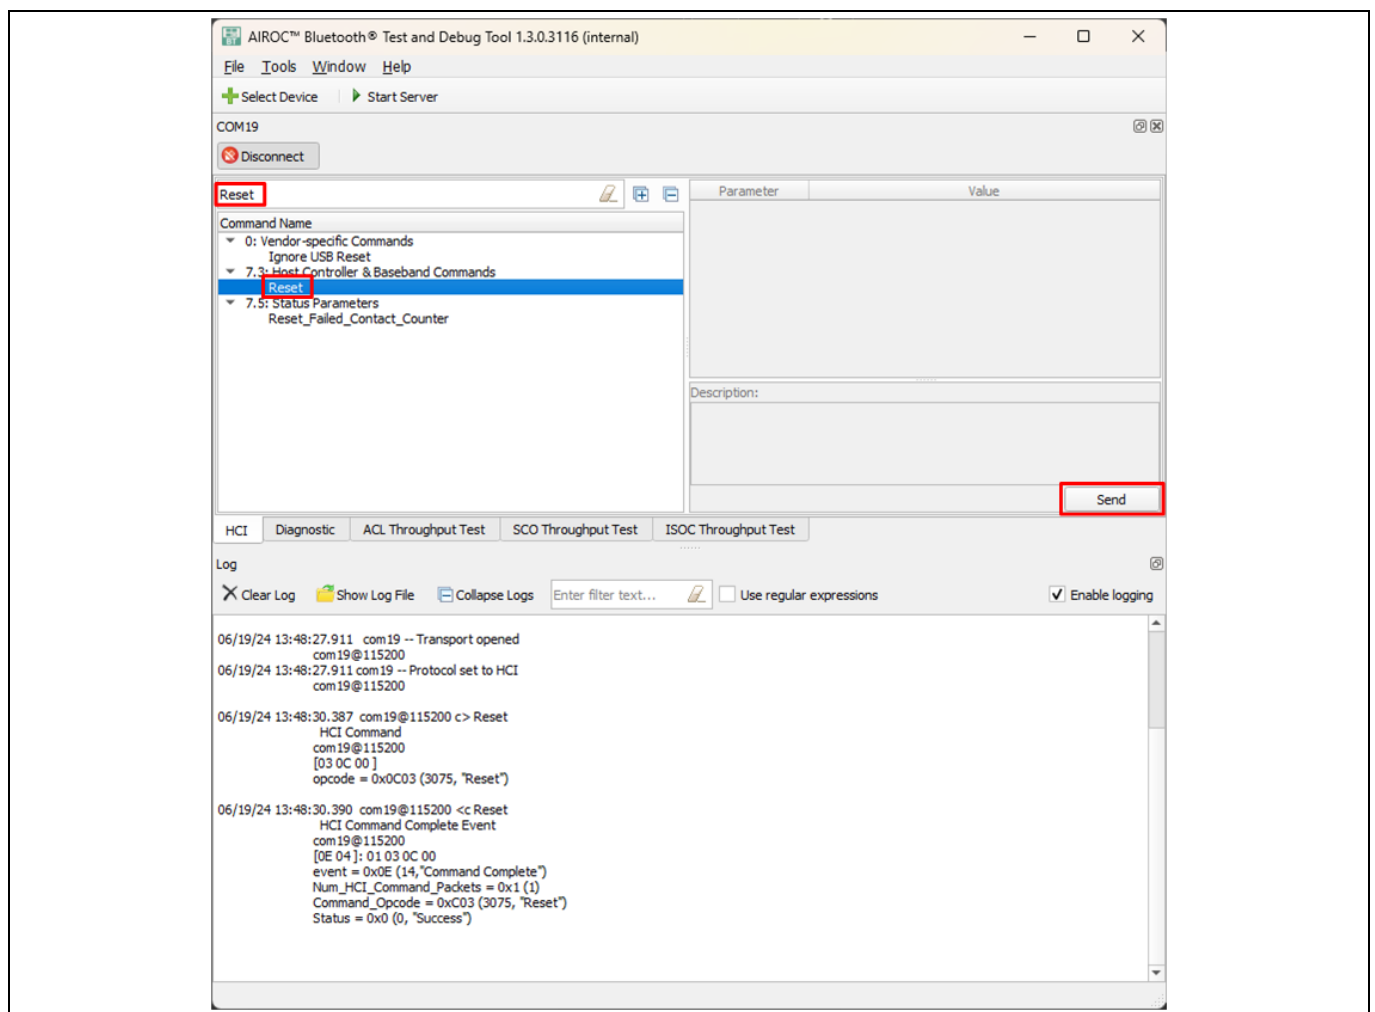 AIROC™ Bluetooth® Test and Debug Tool 1.3.0.3116 (internal)
File Tools Window Help
Select Device Start Server
COM19
Disconnect
Reset
Parameter Value
Command Name
0: Vendor-specific Commands
Ignore USB Reset
7.3: Host Controller & Baseband Commands
Reset
7.5: Status Parameters
Reset_Failed_Contact_Counter
Description:
Send
HCI Diagnostic ACL Throughput Test SCO Throughput Test ISOC Throughput Test
Log
Clear Log Show Log File Collapse Logs Enter filter text... Use regular expressions Enable logging
06/19/24 13:48:27.911 com19 -- Transport opened
com19@115200
06/19/24 13:48:27.911 com19 -- Protocol set to HCI
com19@115200
06/19/24 13:48:30.387 com19@115200 c> Reset
HCI Command
com19@115200
[03 0C 00 ]
opcode = 0x0C03 (3075, "Reset")
06/19/24 13:48:30.390 com19@115200 <c Reset
HCI Command Complete Event
com19@115200
[0E 04 ]: 01 03 0C 00
event = 0x0E (14,"Command Complete")
Num_HCI_Command_Packets = 0x1 (1)
Command_Opcode = 0xC03 (3075, "Reset")
Status = 0x0 (0, "Success")